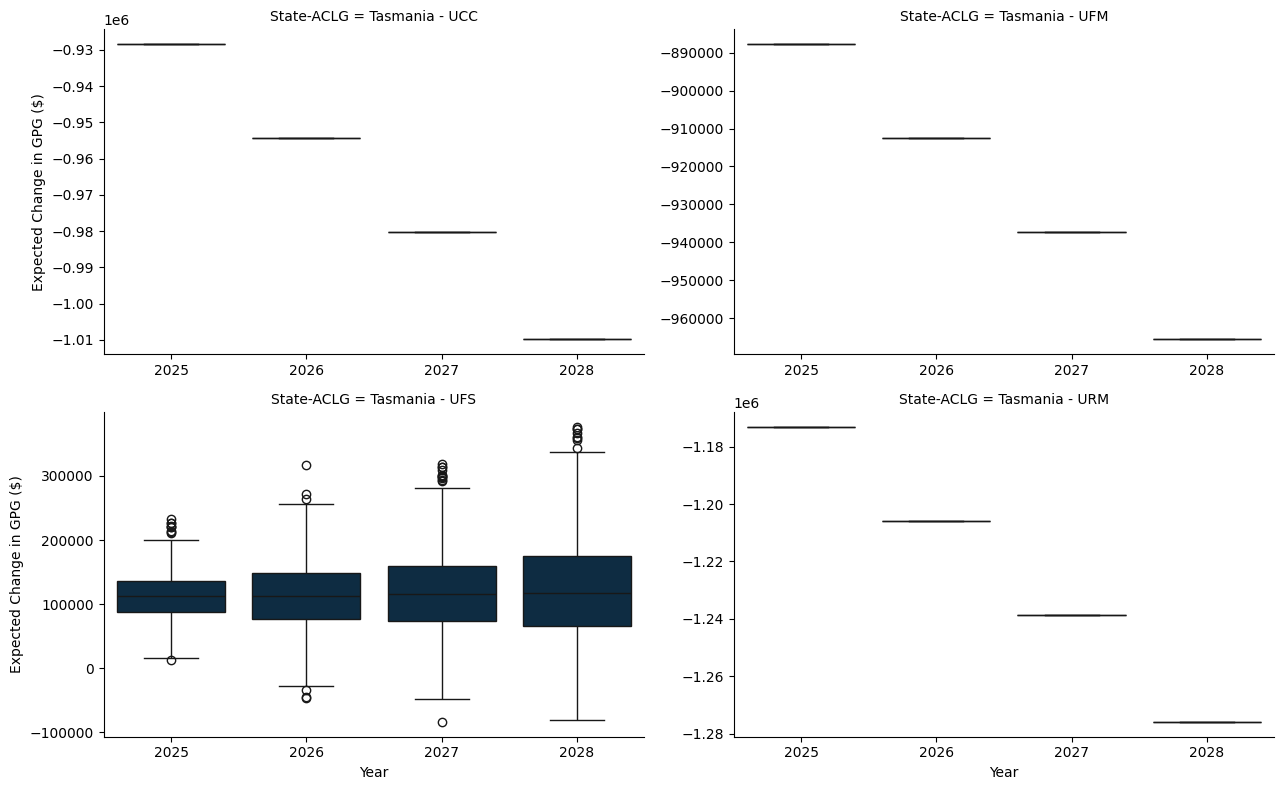 State-ACLG = Tasmania - UCC
1e6
−0.93
−0.94
−0.95
−0.96
−0.97
−0.98
−0.99
−1.00
−1.01
Expected Change in GPG ($)
2025 2026 2027 2028
State-ACLG = Tasmania - UFM
−890000
−900000
−910000
−920000
−930000
−940000
−950000
−960000
2025 2026 2027 2028
State-ACLG = Tasmania - UFS
300000
200000
100000
0
−100000
Expected Change in GPG ($)
2025 2026 2027 2028
Year
State-ACLG = Tasmania - URM
1e6
−1.18
−1.20
−1.22
−1.24
−1.26
−1.28
2025 2026 2027 2028
Year